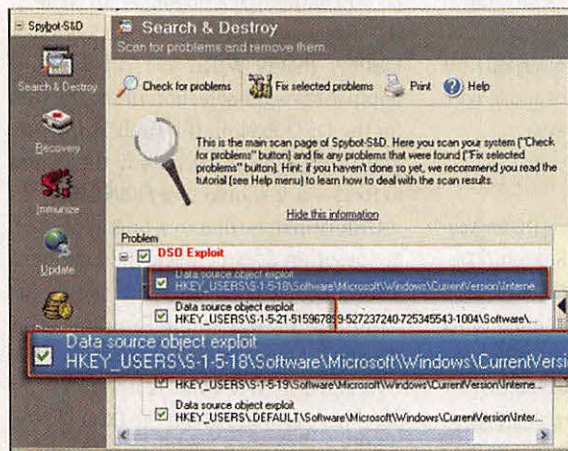 Spybot-S&D
Search & Destroy
Scan for problems and remove them.
Search & Destroy
Recovery
Immunize
Update
Check for problems
Fix selected problems
Print
Help
This is the main scan page of Spybot-S&D. Here you scan your system ("Check
for problems" button) and fix any problems that were found ("Fix selected
problems" button). Hint: if you haven't done so yet, we recommend you read the
tutorial (see Help menu) to learn how to deal with the scan results.
Hide this information
Problem
DSO Exploit
Data source object exploit
HKEY_USERS\S-1-5-18\Software\Microsoft\Windows\CurrentVersion\Interne...
Data source object exploit
HKEY_USERS\S-1-5-21-515967899-527237240-725345543-1004\Software\...
Data source object exploit
HKEY_USERS\S-1-5-18\Software\Microsoft\Windows\CurrentVersi
HKEY_USERS\S-1-5-19\Software\Microsoft\Windows\CurrentVersion\Interne...
Data source object exploit
HKEY_USERS\.DEFAULT\Software\Microsoft\Windows\CurrentVersion\Inter...